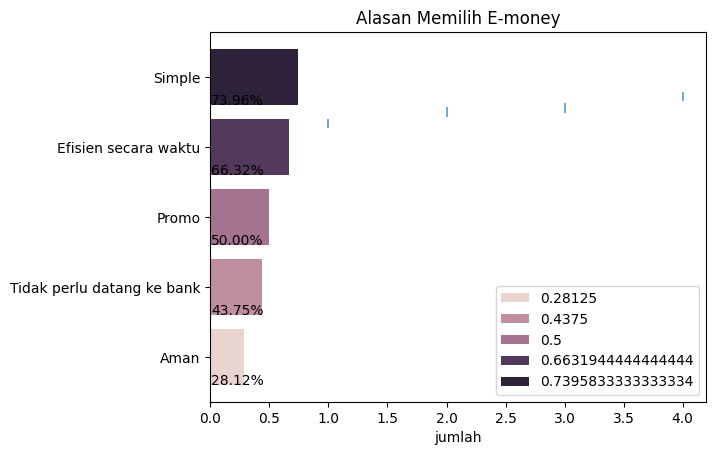 Alasan Memilih E-money
Simple
73.96%
Efisien secara waktu
66.32%
Promo
50.00%
Tidak perlu datang ke bank
43.75%
Aman
28.12%
0.28125
0.4375
0.5
0.6631944444444444
0.7395833333333334
0.0 0.5 1.0 1.5 2.0 2.5 3.0 3.5 4.0
jumlah